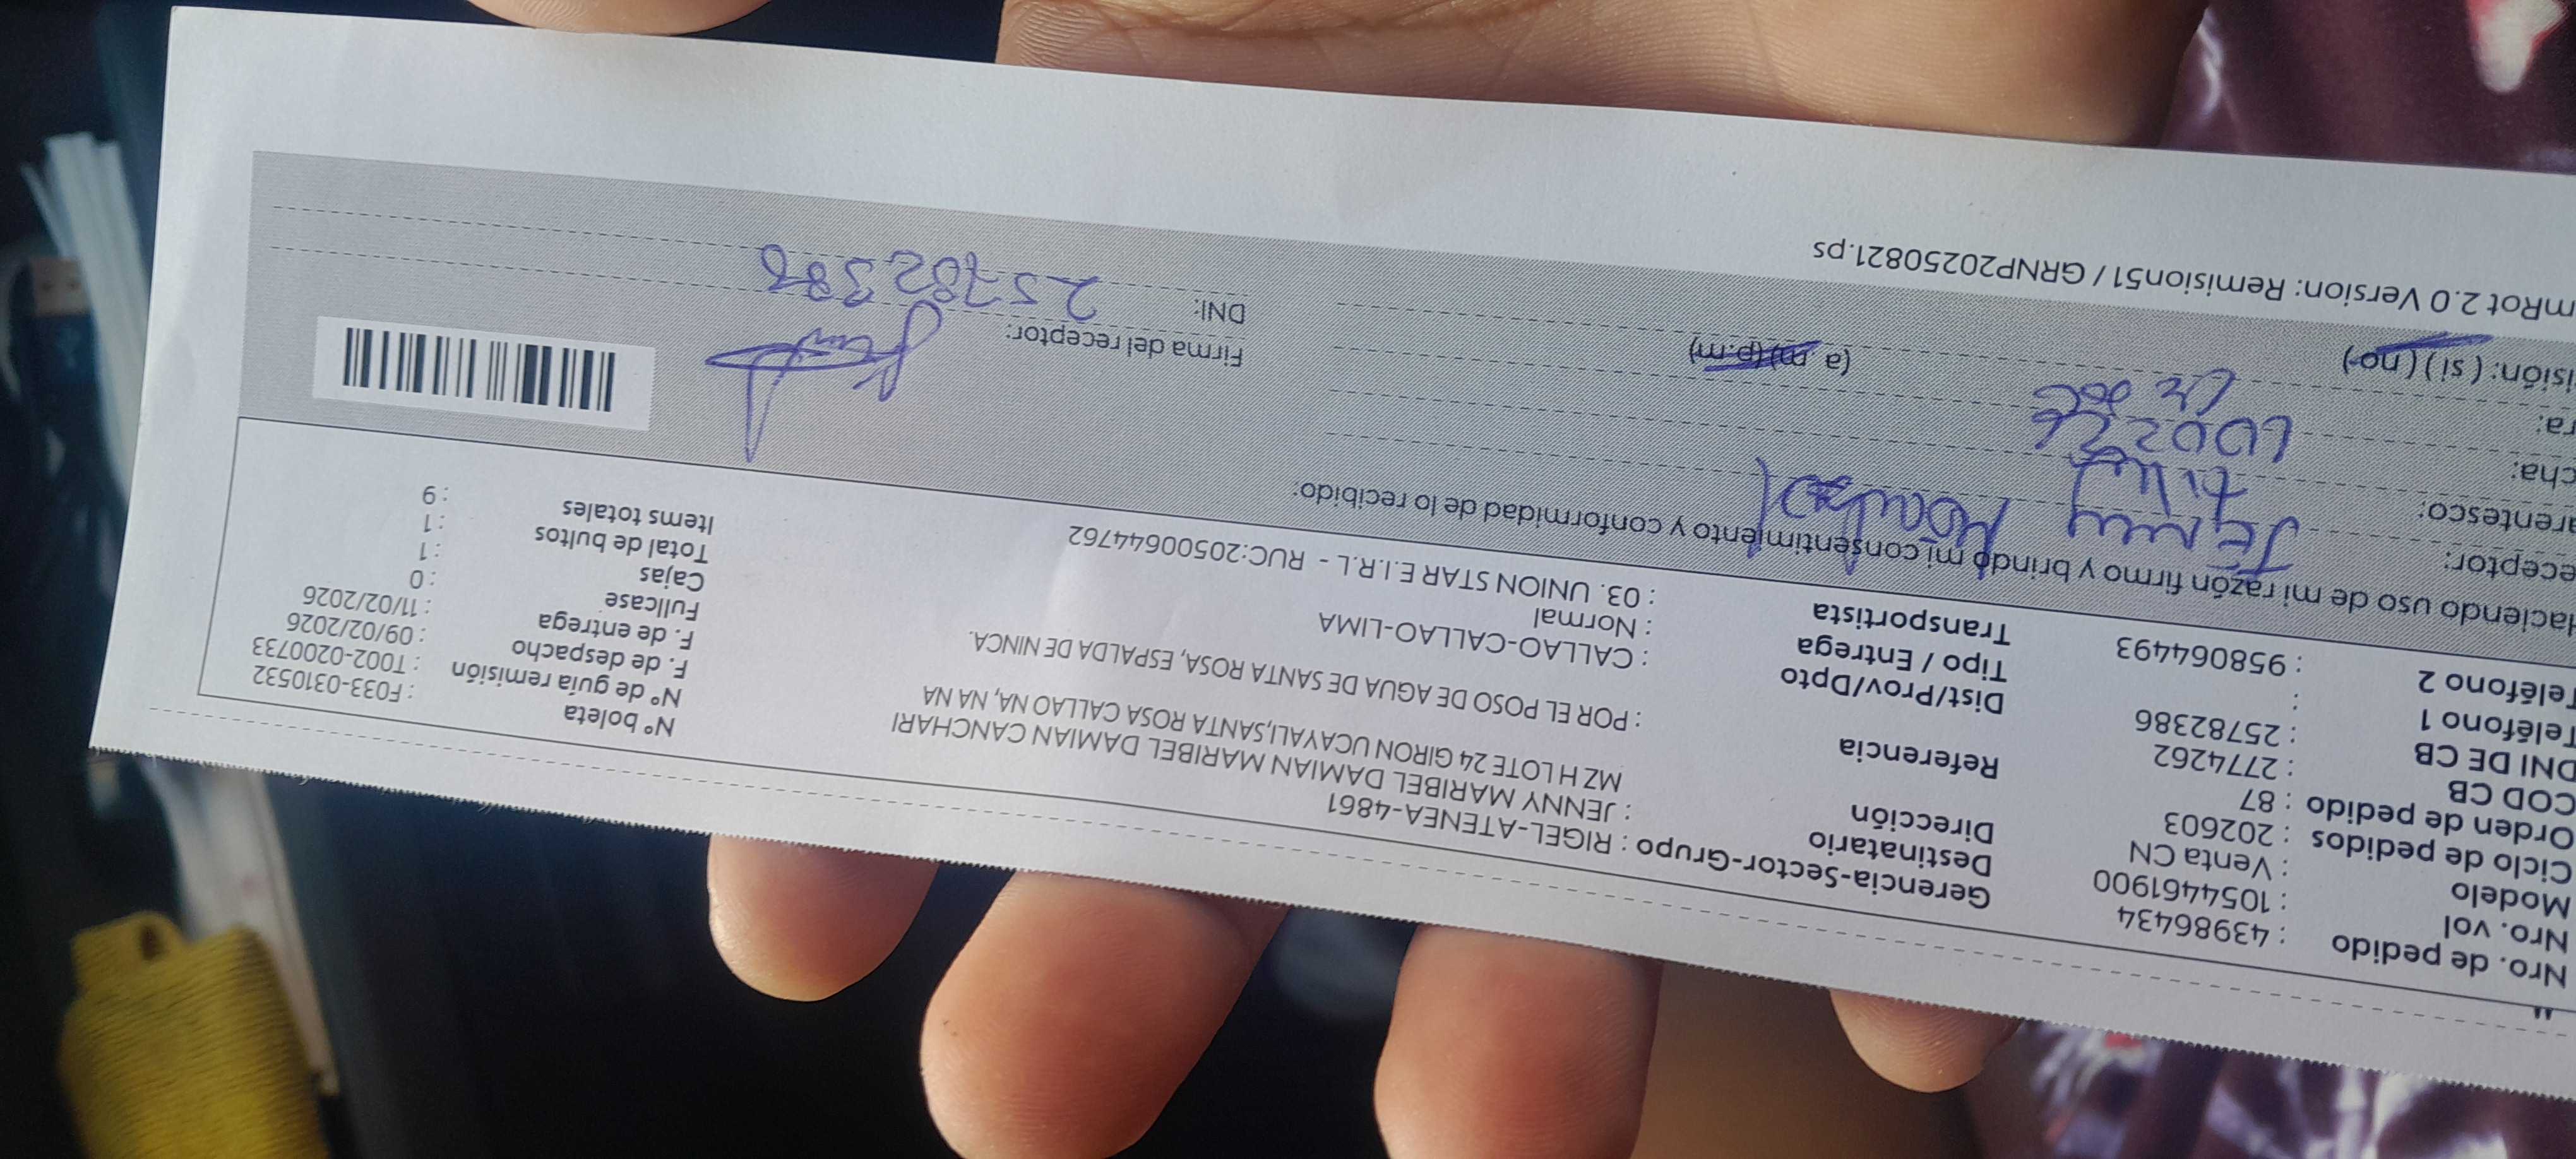 Nro. de pedido : 43986434
Nro. vol : 1054461900
Modelo : Venta CN
Ciclo de pedidos : 202603
Orden de pedido : 87
COD CB : 2774262
DNI DE CB : 25782386
Teléfono 1 :
Teléfono 2 : 958064493
Gerencia-Sector-Grupo : RIGEL-ATENEA-4861
Destinatario : JENNY MARIBEL DAMIAN MARIBEL DAMIAN CANCHARI
Dirección MZ H LOTE 24 GIRON UCAYALI,SANTA ROSA CALLAO NA, NA NA
Referencia : POR EL POSO DE AGUA DE SANTA ROSA, ESPALDA DE NINCA.
Dist/Prov/Dpto : CALLAO-CALLAO-LIMA
Tipo / Entrega : Normal
Transportista : 03. UNION STAR E.I.R.L - RUC:20500644762
Nº boleta : F033-0310532
Nº de guía remisión : T002-0200733
F. de despacho : 09/02/2026
F. de entrega : 11/02/2026
Fullcase : 0
Cajas : 1
Total de bultos : 1
Items totales : 9
Haciendo uso de mi razón firmo y brindo mi consentimiento y conformidad de lo recibido:
eceptor:
arentesco:
cha:
ra: (a.m)(p.m)
isión: ( si ) ( no )
Firma del receptor:
DNI:
mRot 2.0 Version: Remision51 / GRNP20250821.ps